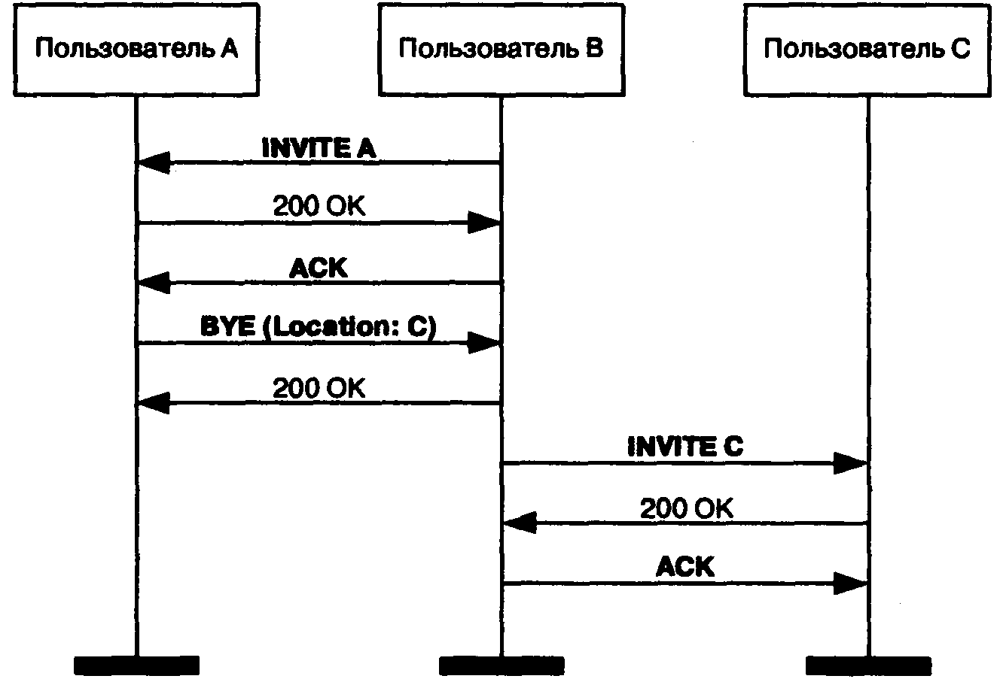 Пользователь A
Пользователь B
Пользователь C
INVITE A
200 OK
ACK
BYE (Location: C)
200 OK
INVITE C
200 OK
ACK